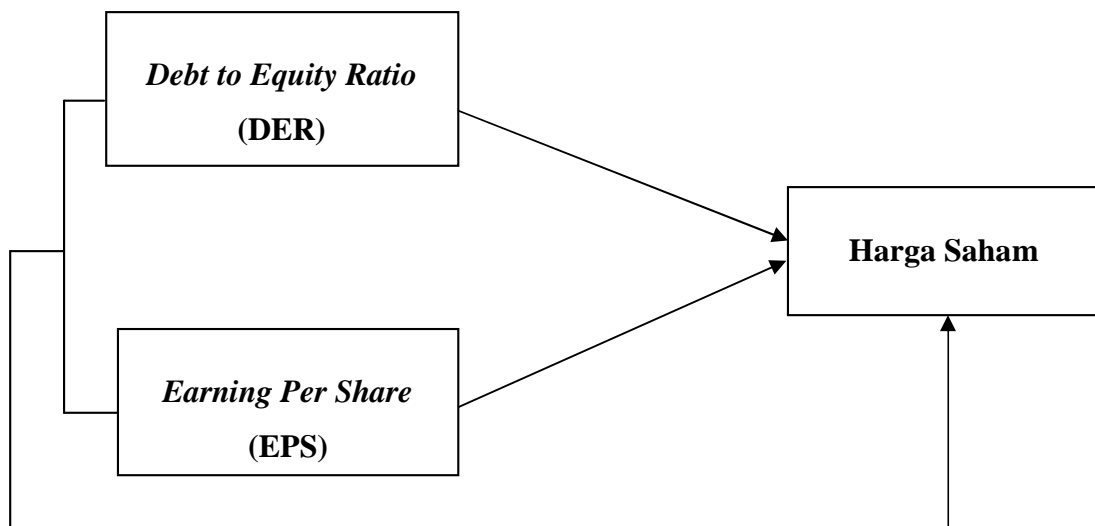 Debt to Equity Ratio
(DER)
Harga Saham
Earning Per Share
(EPS)